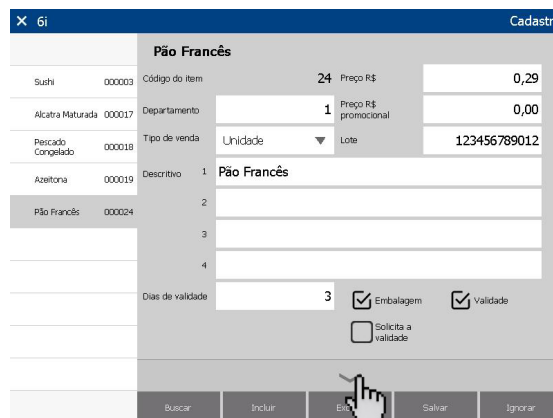 6i Cadastr
Pão Francês
Sushi 000003
Alcatra Maturada 000017
Pescado
Congelado 000018
Azeitona 000019
Pão Francês 000024
Código do item 24 Preço R$ 0,29
Departamento 1 Preço R$
promocional 0,00
Tipo de venda Unidade Lote 123456789012
Descritivo 1 Pão Francês
2
3
4
Dias de validade 3 Embalagem Validade
Solicita a
validade
Buscar Incluir Salvar Ignorar